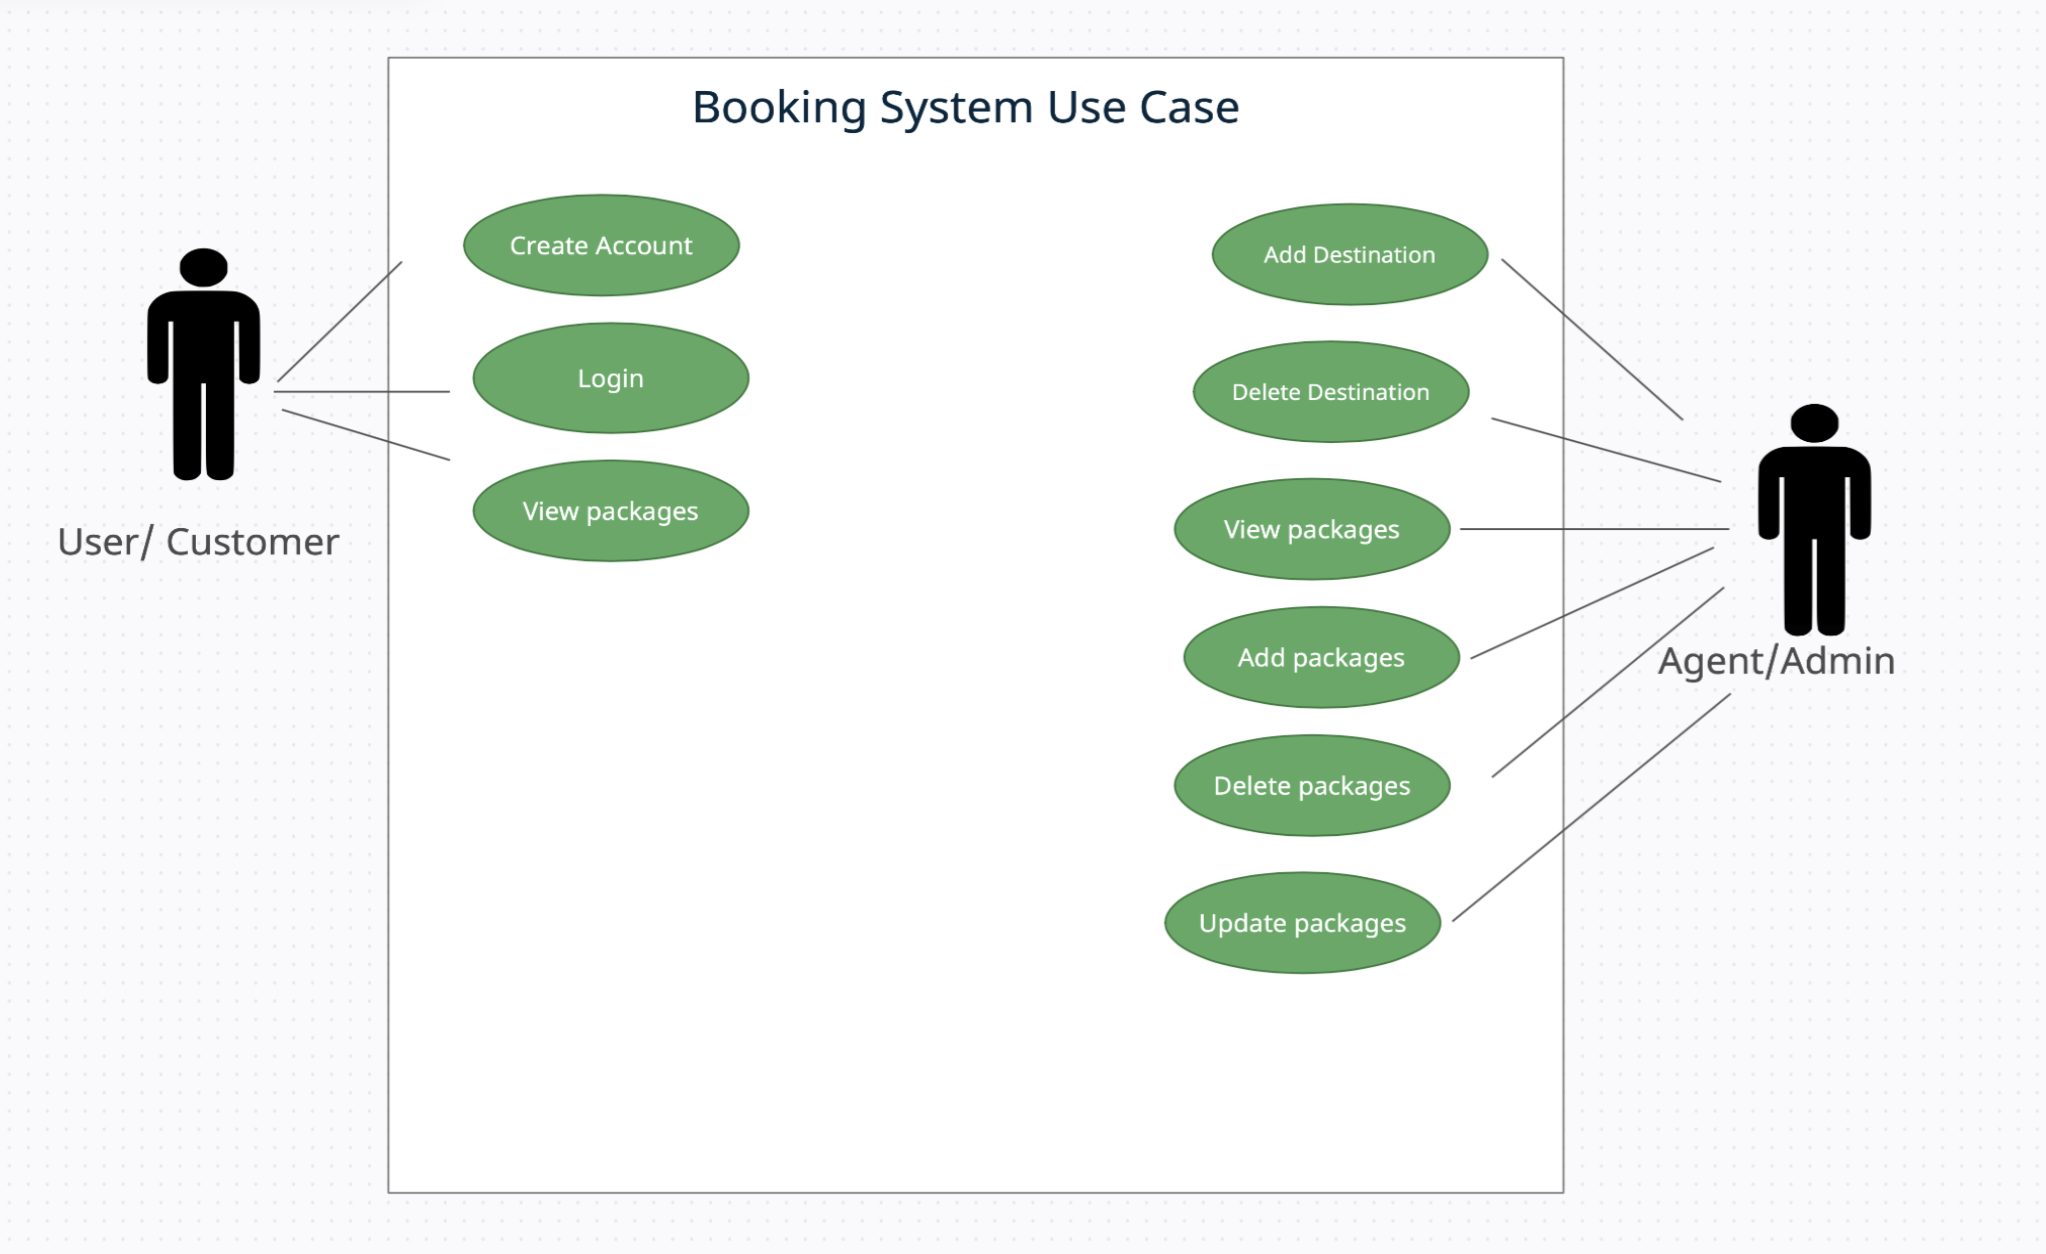 Booking System Use Case
Create Account
Login
View packages
User/ Customer
Add Destination
Delete Destination
View packages
Add packages
Delete packages
Update packages
Agent/Admin